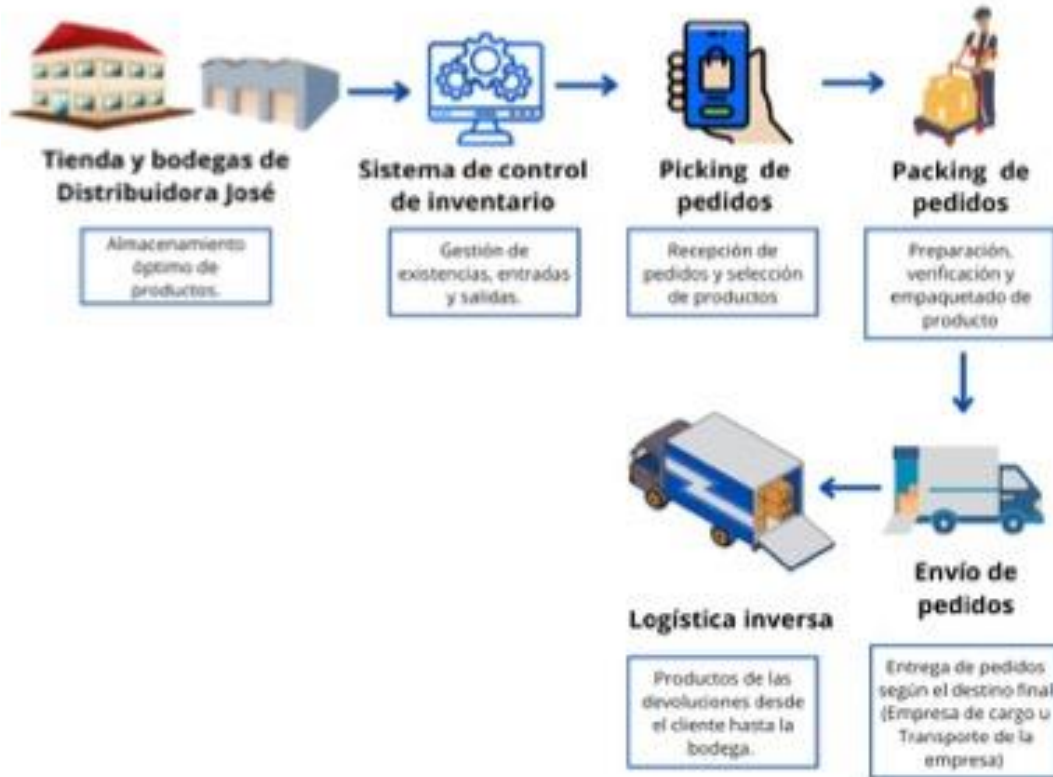 Tienda y bodegas de
Distribuidora José
Almacenamiento
óptimo de
productos.
Sistema de control
de inventario
Gestión de
existencias, entradas
y salidas.
Picking de
pedidos
Recepción de
pedidos y selección
de productos
Packing de
pedidos
Preparación,
verificación y
empaquetado de
producto
Logística inversa
Productos de las
devoluciones desde
el cliente hasta la
bodega.
Envío de
pedidos
Entrega de pedidos
según el destino final
(Empresa de cargo u
Transporte de la
empresa)